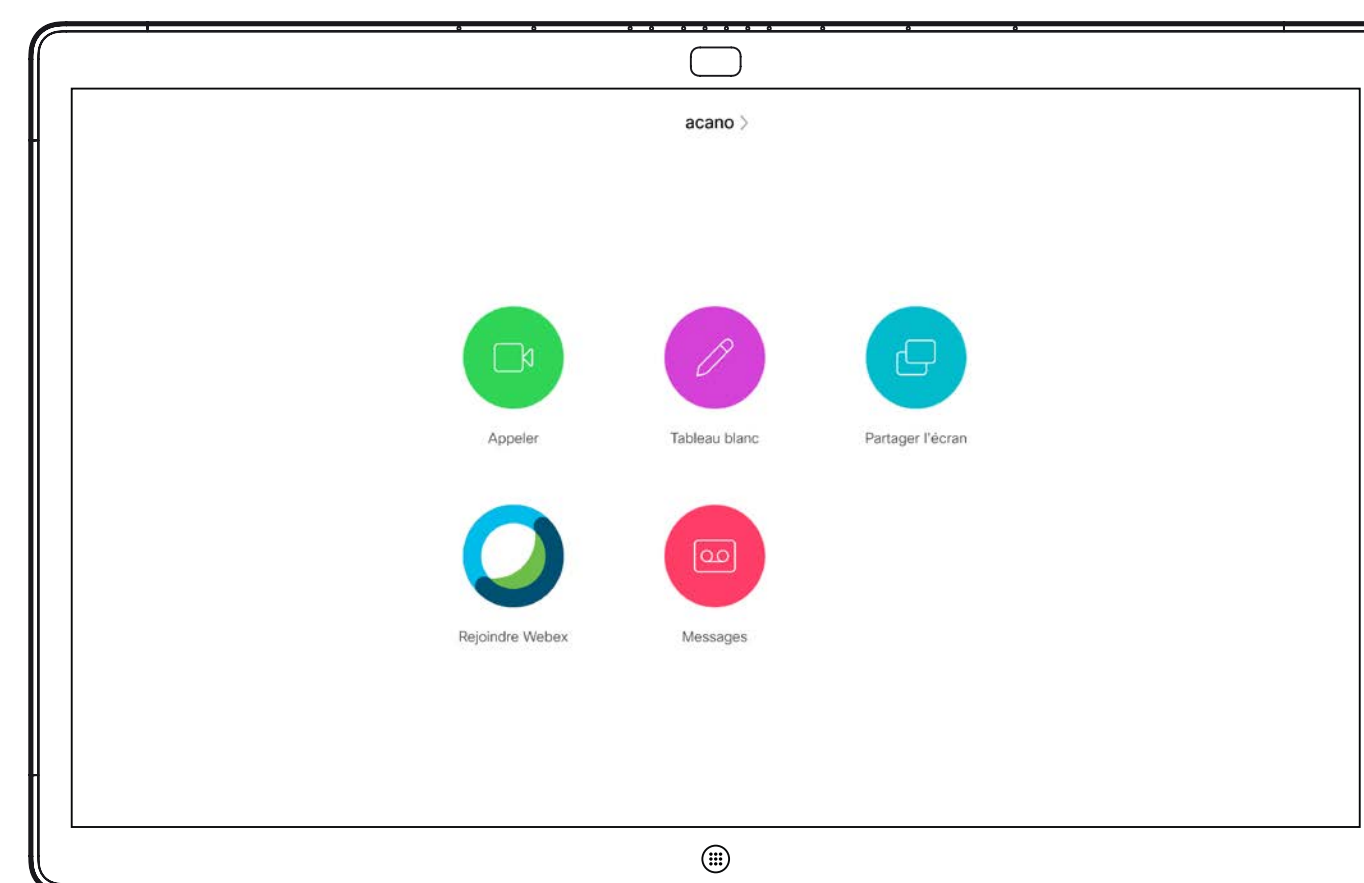 acano
Appeler
Tableau blanc
Partager l'écran
Rejoindre Webex
Messages